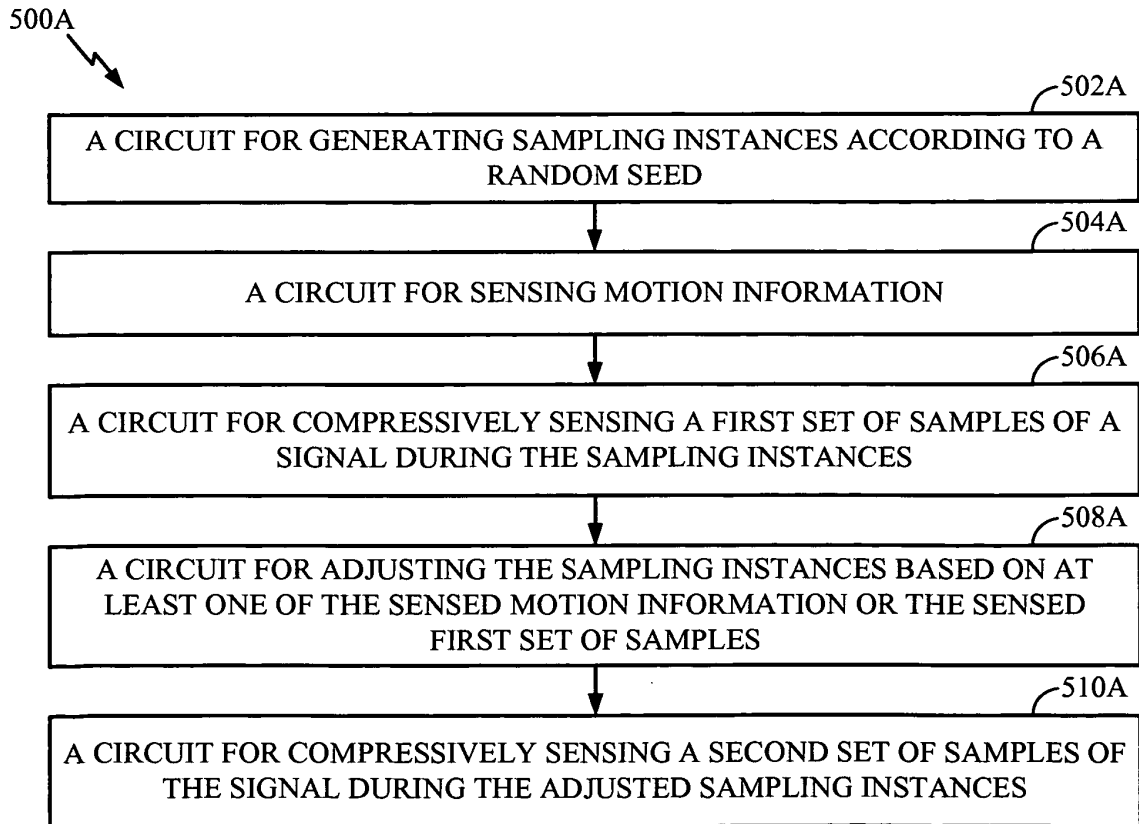 500A
502A
A CIRCUIT FOR GENERATING SAMPLING INSTANCES ACCORDING TO A
RANDOM SEED
504A
A CIRCUIT FOR SENSING MOTION INFORMATION
506A
A CIRCUIT FOR COMPRESSIVELY SENSING A FIRST SET OF SAMPLES OF A
SIGNAL DURING THE SAMPLING INSTANCES
508A
A CIRCUIT FOR ADJUSTING THE SAMPLING INSTANCES BASED ON AT
LEAST ONE OF THE SENSED MOTION INFORMATION OR THE SENSED
FIRST SET OF SAMPLES
510A
A CIRCUIT FOR COMPRESSIVELY SENSING A SECOND SET OF SAMPLES OF
THE SIGNAL DURING THE ADJUSTED SAMPLING INSTANCES